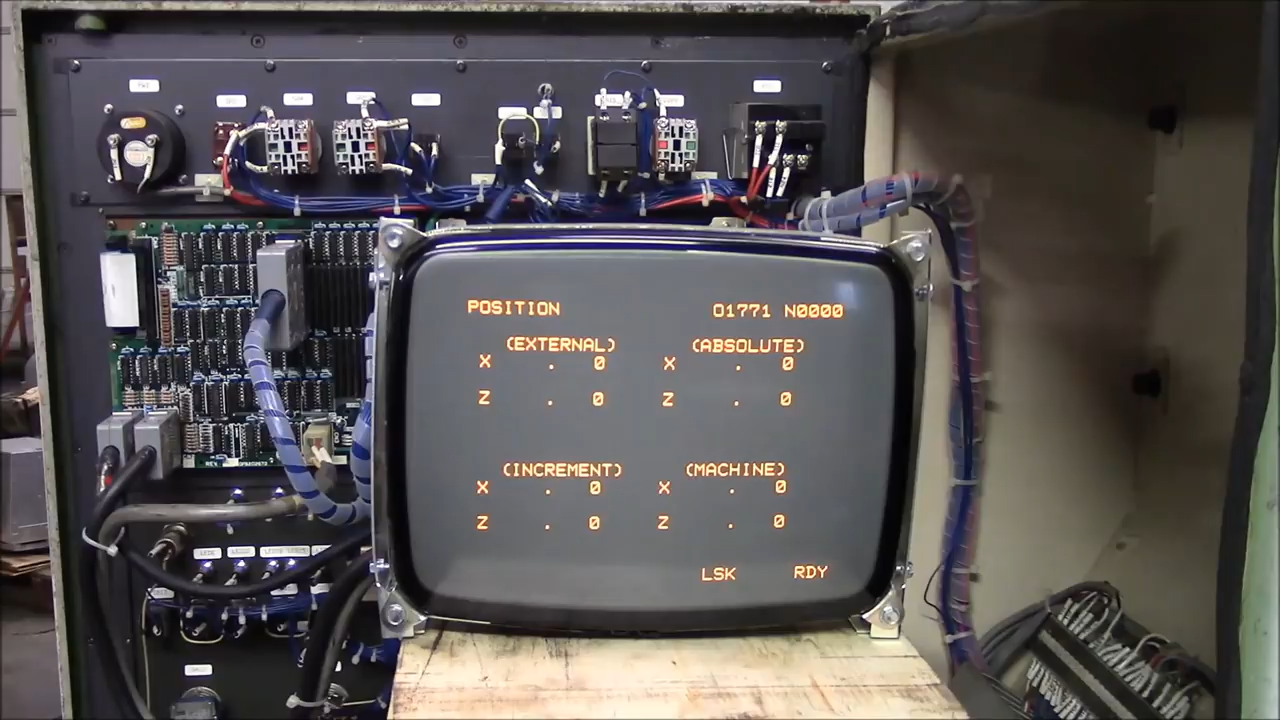 POSITION O1771 N0000
(EXTERNAL) (ABSOLUTE)
X . 0 X . 0
Z . 0 Z . 0
(INCREMENT) (MACHINE)
X . 0 X . 0
Z . 0 Z . 0
LSK RDY